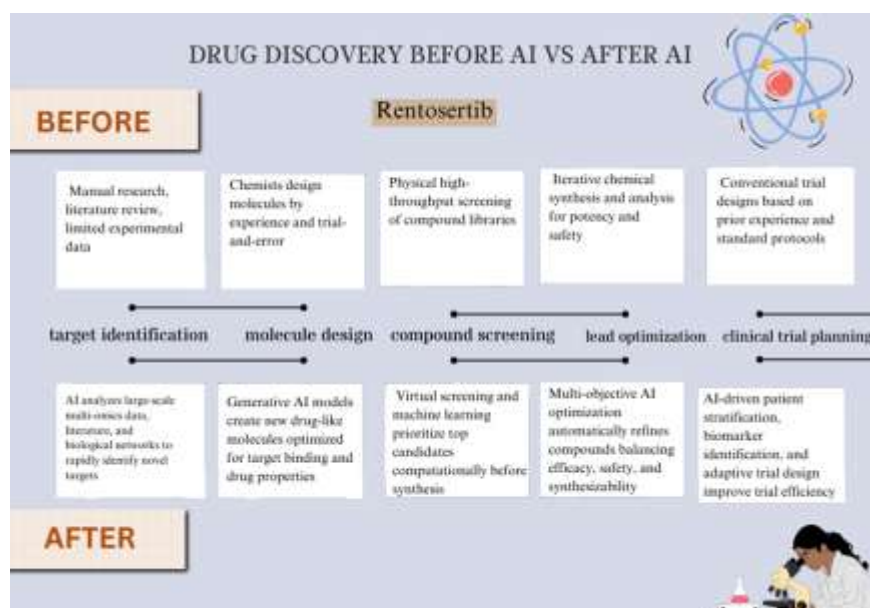 DRUG DISCOVERY BEFORE AI VS AFTER AI
Rentosertib
BEFORE
Manual research,
literature review,
limited experimental
data
Chemists design
molecules by
experience and trial-
and-error
Physical high-
throughput screening
of compound libraries
Iterative chemical
synthesis and analysis
for potency and
safety
Conventional trial
designs based on
prior experience and
standard protocols
target identification
molecule design
compound screening
lead optimization
clinical trial planning
AI analyzes large-scale
multi-omics data,
literature, and
biological networks to
rapidly identify novel
targets
Generative AI models
create new drug-like
molecules optimized
for target binding and
drug properties
Virtual screening and
machine learning
prioritize top
candidates
computationally before
synthesis
Multi-objective AI
optimization
automatically refines
compounds balancing
efficacy, safety, and
synthesizability
AI-driven patient
stratification,
biomarker
identification, and
adaptive trial design
improve trial efficiency
AFTER